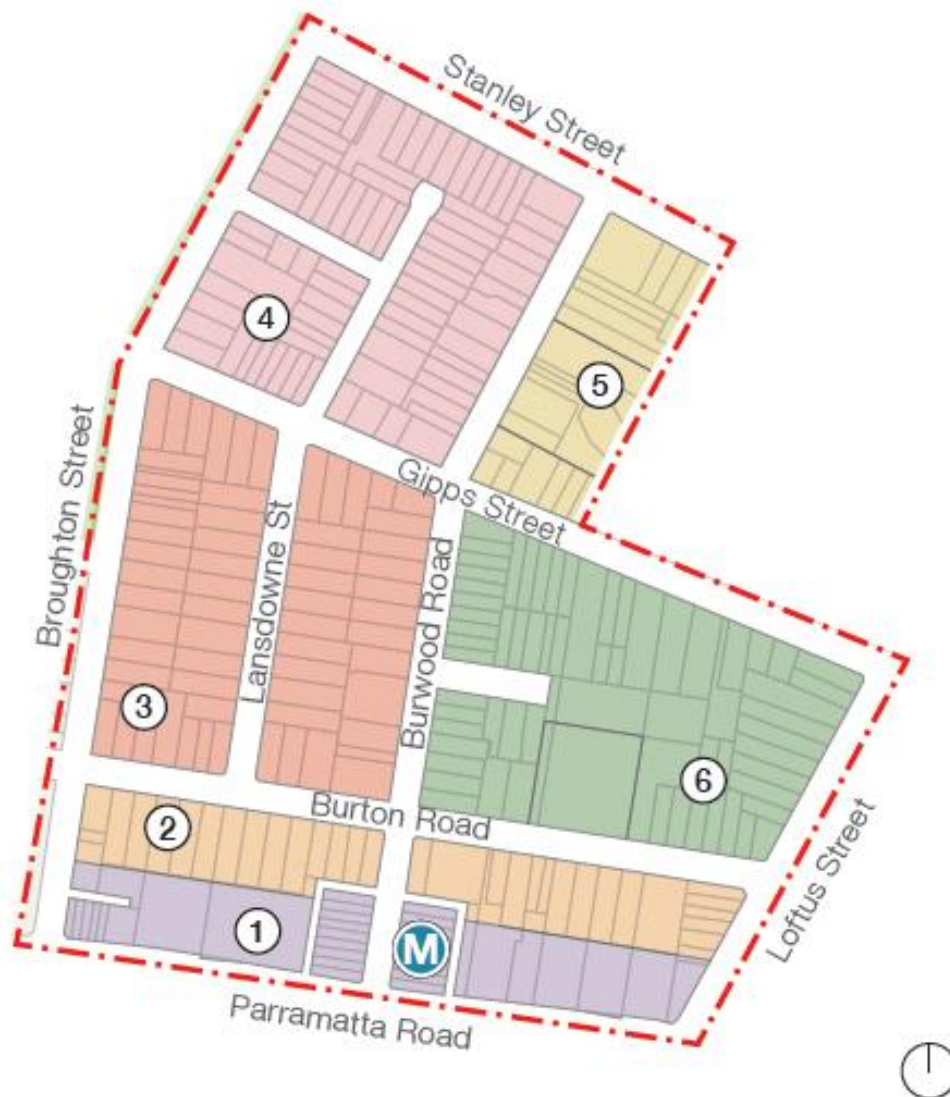 Stanley Street
4
5
Gipps Street
Broughton Street
Lansdowne St
Burwood Road
3
6
Burton Road
2
Loftus Street
1
M
Parramatta Road